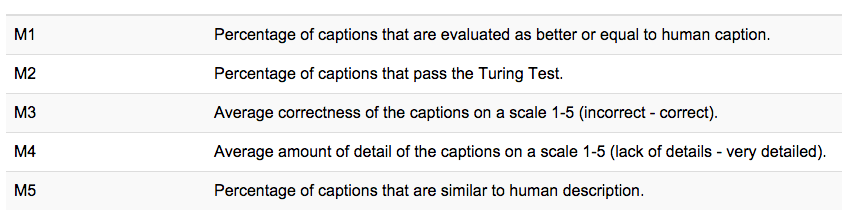 M1 Percentage of captions that are evaluated as better or equal to human caption.
M2 Percentage of captions that pass the Turing Test.
M3 Average correctness of the captions on a scale 1-5 (incorrect - correct).
M4 Average amount of detail of the captions on a scale 1-5 (lack of details - very detailed).
M5 Percentage of captions that are similar to human description.